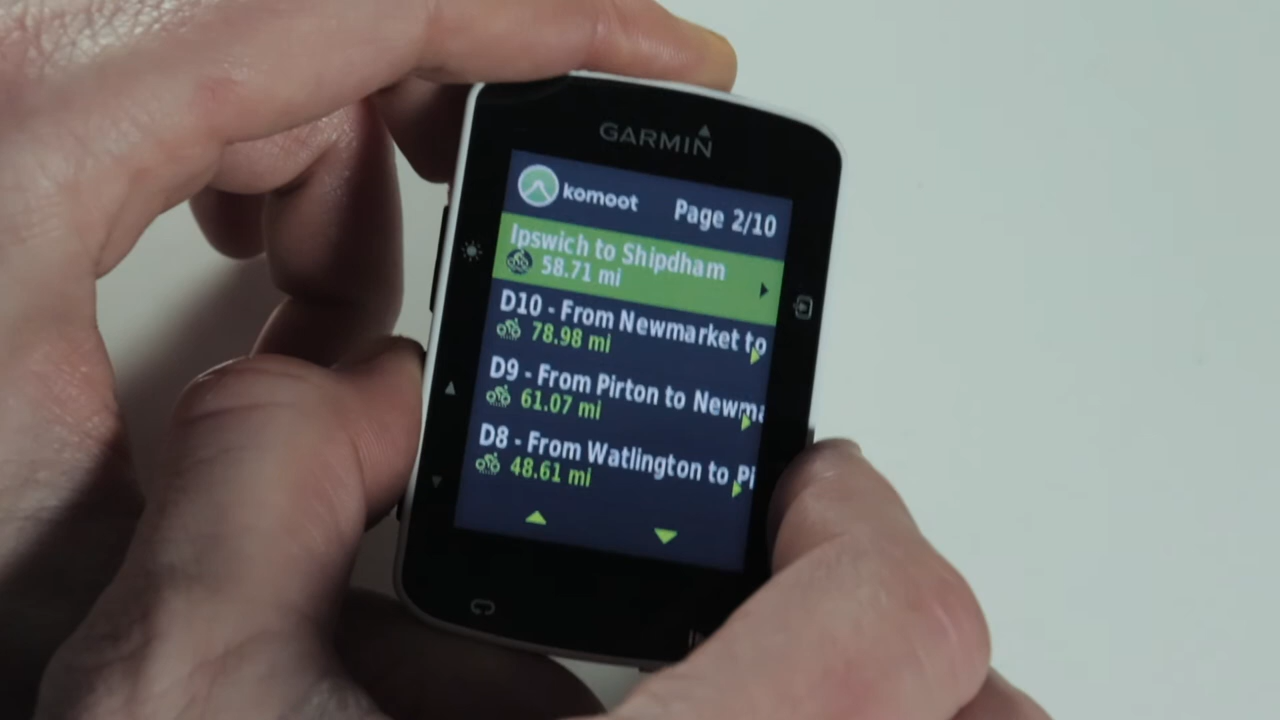 GARMIN
komoot Page 2/10
Ipswich to Shipdham
58.71 mi
D10 - From Newmarket to
78.98 mi
D9 - From Pirton to Newma
61.07 mi
D8 - From Watlington to Pi
48.61 mi